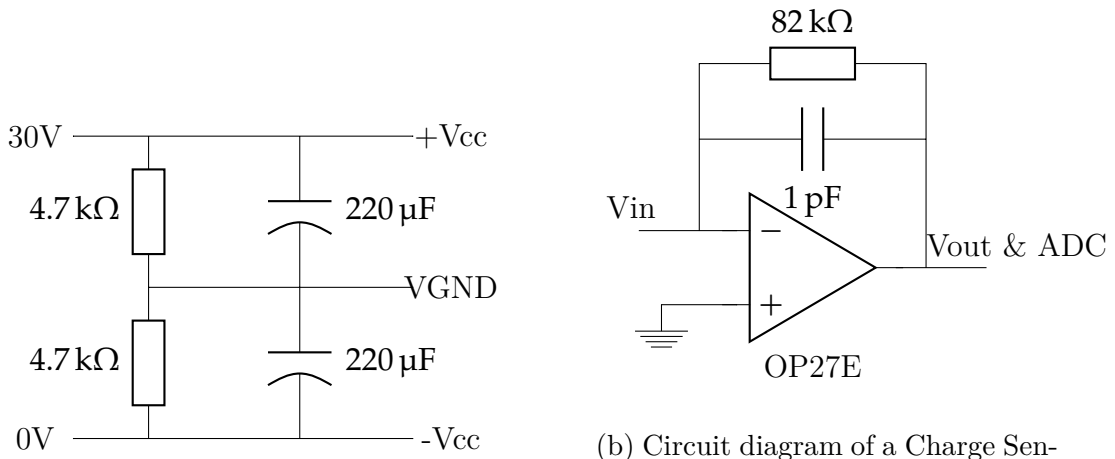 30V
+Vcc
4.7 kΩ
220 µF
VGND
4.7 kΩ
220 µF
0V
-Vcc
82 kΩ
1 pF
Vin
−
+
Vout & ADC
OP27E
(b) Circuit diagram of a Charge Sen-